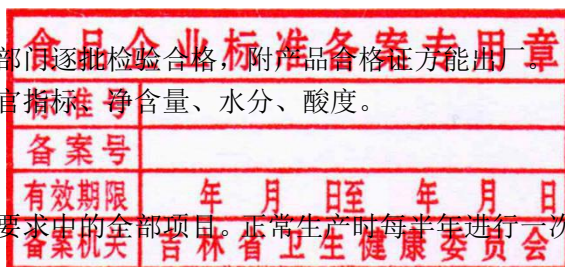 食品企业标准备案专用章
部门逐批检验合格，附产品合格证方能出厂。
官指标、净含量、水分、酸度。
标准号
备案号
有效期限 年 月 日至 年 月 日
要求中的全部项目。正常生产时每半年进行一次
备案机关 吉林省卫生健康委员会